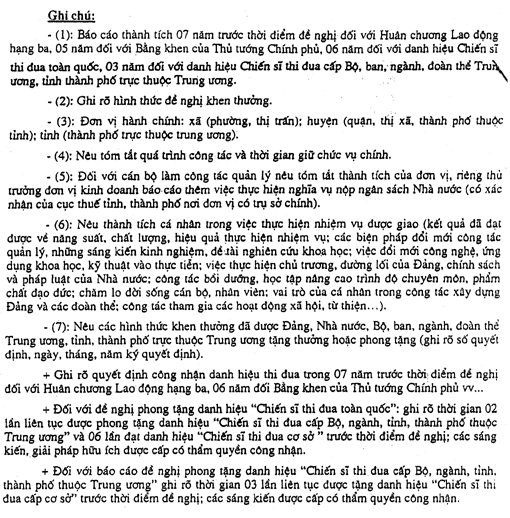 Ghi chú:
- (1): Báo cáo thành tích 07 năm trước thời điểm đề nghị đối với Huân chương Lao động
hạng ba, 05 năm đối với Bằng khen của Thủ tướng Chính phủ, 06 năm đối với danh hiệu Chiến sĩ
thi đua toàn quốc, 03 năm đối với danh hiệu Chiến sĩ thi đua cấp Bộ, ban, ngành, đoàn thể Trung
ương, tỉnh thành phố trực thuộc Trung ương.
- (2): Ghi rõ hình thức đề nghị khen thưởng.
- (3): Đơn vị hành chính: xã (phường, thị trấn); huyện (quận, thị xã, thành phố thuộc
tỉnh); tỉnh (thành phố trực thuộc trung ương).
- (4): Nêu tóm tắt quá trình công tác và thời gian giữ chức vụ chính.
- (5): Đối với cán bộ làm công tác quản lý nêu tóm tắt thành tích của đơn vị, riêng thủ
trưởng đơn vị kinh doanh báo cáo thêm việc thực hiện nghĩa vụ nộp ngân sách Nhà nước (có xác
nhận của cục thuế tỉnh, thành phố nơi đơn vị có trụ sở chính).
- (6): Nêu thành tích cá nhân trong việc thực hiện nhiệm vụ được giao (kết quả đã đạt
được về năng suất, chất lượng, hiệu quả thực hiện nhiệm vụ; các biện pháp đổi mới công tác
quản lý, những sáng kiến kinh nghiệm, đề tài nghiên cứu khoa học; việc đổi mới công nghệ, ứng
dụng khoa học, kỹ thuật vào thực tiễn; việc thực hiện chủ trương, đường lối của Đảng, chính sách
và pháp luật của Nhà nước; công tác bồi dưỡng, học tập nâng cao trình độ chuyên môn, phẩm
chất đạo đức; chăm lo đời sống cán bộ, nhân viên; vai trò của cá nhân trong công tác xây dựng
Đảng và các đoàn thể; công tác tham gia các hoạt động xã hội, từ thiện...).
- (7): Nêu các hình thức khen thưởng đã được Đảng, Nhà nước, Bộ, ban, ngành, đoàn thể
Trung ương, tỉnh, thành phố trực thuộc Trung ương tặng thưởng hoặc phong tặng (ghi rõ số quyết
định, ngày, tháng, năm ký quyết định).
+ Ghi rõ quyết định công nhận danh hiệu thi đua trong 07 năm trước thời điểm đề nghị
đối với Huân chương Lao động hạng ba, 06 năm đối Bằng khen của Thủ tướng Chính phủ vv...
+ Đối với đề nghị phong tặng danh hiệu “Chiến sĩ thi đua toàn quốc”: ghi rõ thời gian 02
lần liên tục được phong tặng danh hiệu “Chiến sĩ thi đua cấp Bộ, ngành, tỉnh, thành phố thuộc
Trung ương” và 06 lần đạt danh hiệu “Chiến sĩ thi đua cơ sở ” trước thời điểm đề nghị; các sáng
kiến, giải pháp hữu ích được cấp có thẩm quyền công nhận.
+ Đối với báo cáo đề nghị phong tặng danh hiệu “Chiến sĩ thi đua cấp Bộ, ngành, tỉnh,
thành phố thuộc Trung ương” ghi rõ thời gian 03 lần liên tục được tặng danh hiệu “Chiến sĩ thi
đua cấp cơ sở” trước thời điểm đề nghị; các sáng kiến được cấp có thẩm quyền công nhận.